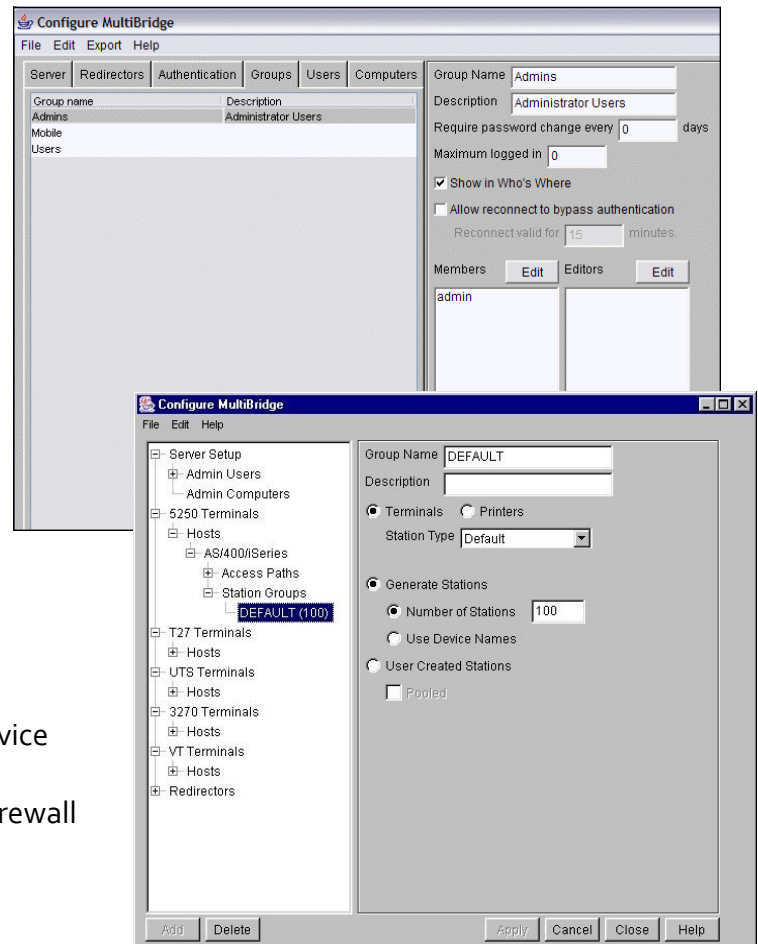 Configure MultiBridge
File Edit Export Help
Server Redirectors Authentication Groups Users Computers
Group name Description
Admins Administrator Users
Mobile
Users
Group Name Admins
Description Administrator Users
Require password change every 0 days
Maximum logged in 0
Show in Who's Where
Allow reconnect to bypass authentication
Reconnect valid for 15 minutes.
Members Edit Editors Edit
admin
Configure MultiBridge
File Edit Help
Server Setup
Admin Users
Admin Computers
5250 Terminals
Hosts
AS/400/iSeries
Access Paths
Station Groups
DEFAULT (100)
T27 Terminals
Hosts
UTS Terminals
Hosts
3270 Terminals
Hosts
VT Terminals
Hosts
Redirectors
Group Name DEFAULT
Description
Terminals Printers
Station Type Default
Generate Stations
Number of Stations 100
Use Device Names
User Created Stations
Pooled
Add Delete Apply Cancel Close Help
vice
rewall